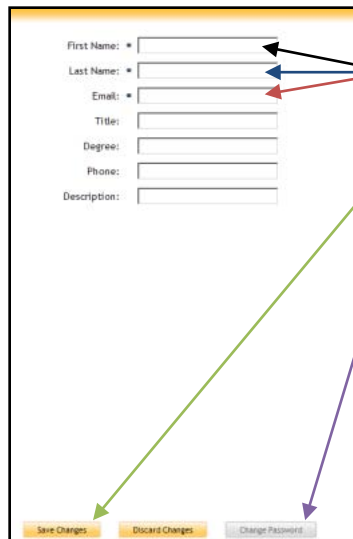 First Name: *
Last Name: *
Email: *
Title:
Degree:
Phone:
Description:
Save Changes Discard Changes Change Password